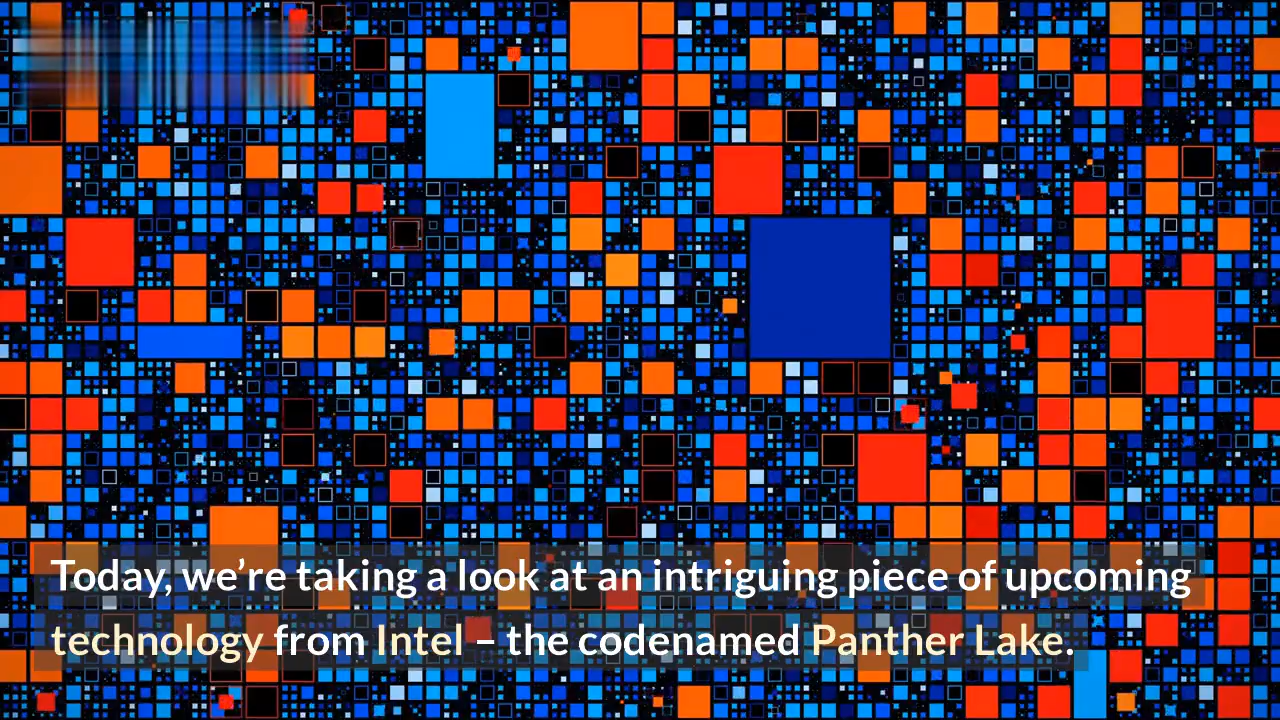 Today, we’re taking a look at an intriguing piece of upcoming
technology from Intel – the codenamed Panther Lake.